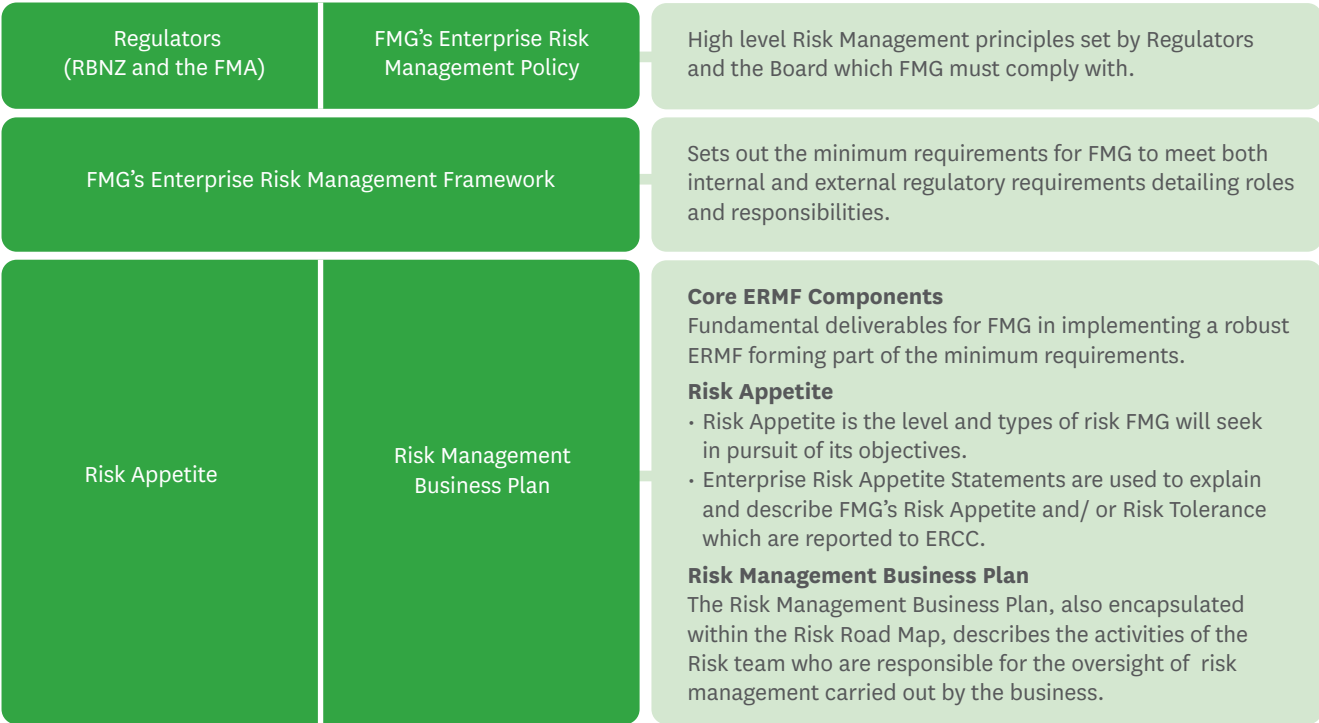 Regulators
(RBNZ and the FMA)
FMG’s Enterprise Risk
Management Policy
High level Risk Management principles set by Regulators
and the Board which FMG must comply with.
FMG’s Enterprise Risk Management Framework
Sets out the minimum requirements for FMG to meet both
internal and external regulatory requirements detailing roles
and responsibilities.
Risk Appetite
Risk Management
Business Plan
Core ERMF Components
Fundamental deliverables for FMG in implementing a robust
ERMF forming part of the minimum requirements.
Risk Appetite
· Risk Appetite is the level and types of risk FMG will seek
in pursuit of its objectives.
· Enterprise Risk Appetite Statements are used to explain
and describe FMG’s Risk Appetite and/ or Risk Tolerance
which are reported to ERCC.
Risk Management Business Plan
The Risk Management Business Plan, also encapsulated
within the Risk Road Map, describes the activities of the
Risk team who are responsible for the oversight of risk
management carried out by the business.